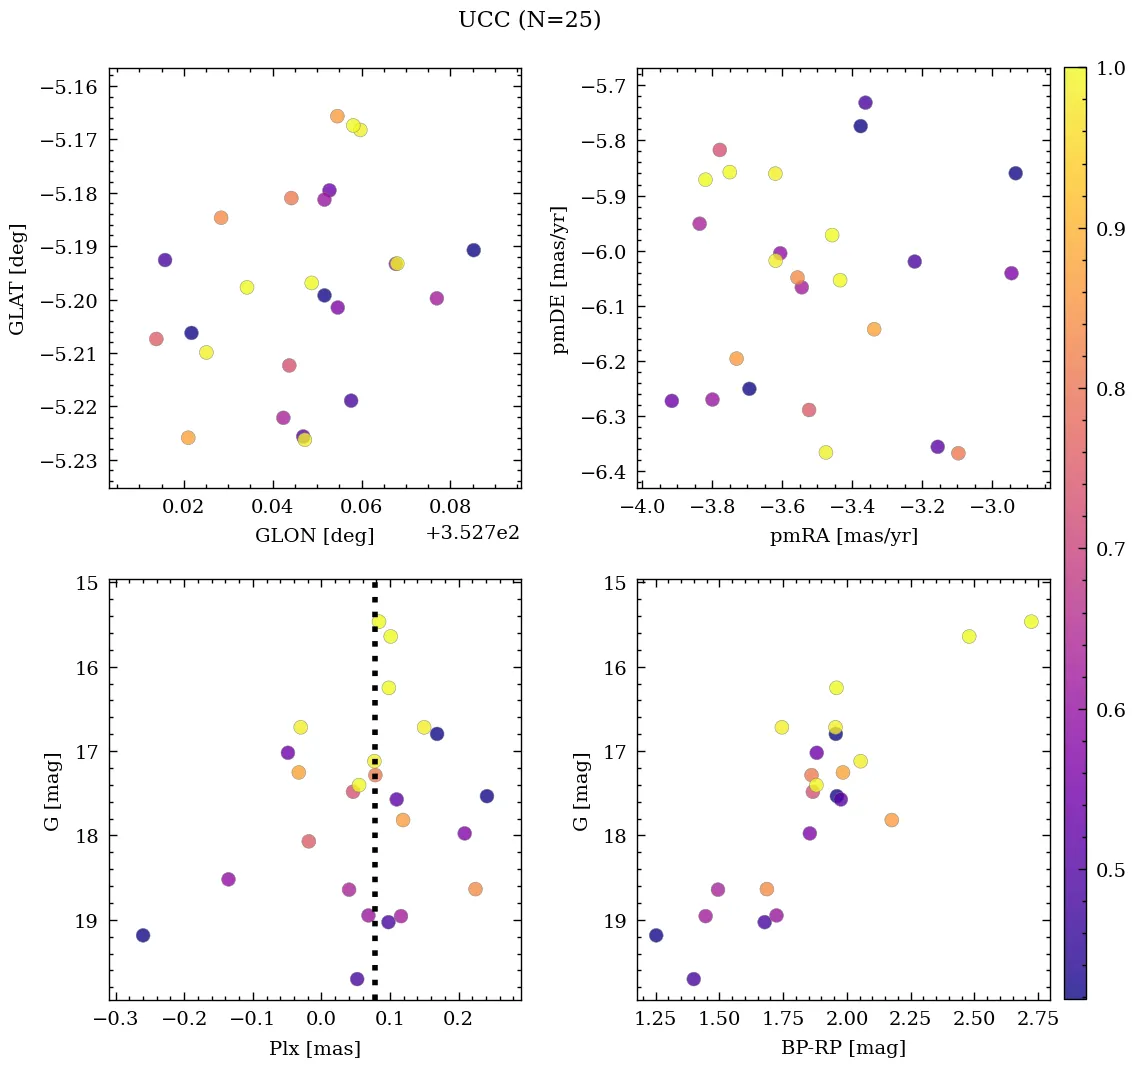 UCC (N=25)
−5.16
−5.17
−5.18
−5.19
−5.20
−5.21
−5.22
−5.23
GLAT [deg]
0.02 0.04 0.06 0.08
GLON [deg]
+3.527e2
−5.7
−5.8
−5.9
−6.0
−6.1
−6.2
−6.3
−6.4
pmDE [mas/yr]
−4.0 −3.8 −3.6 −3.4 −3.2 −3.0
pmRA [mas/yr]
15
16
17
18
19
G [mag]
−0.3 −0.2 −0.1 0.0 0.1 0.2
Plx [mas]
15
16
17
18
19
G [mag]
1.25 1.50 1.75 2.00 2.25 2.50 2.75
BP-RP [mag]
1.0
0.9
0.8
0.7
0.6
0.5